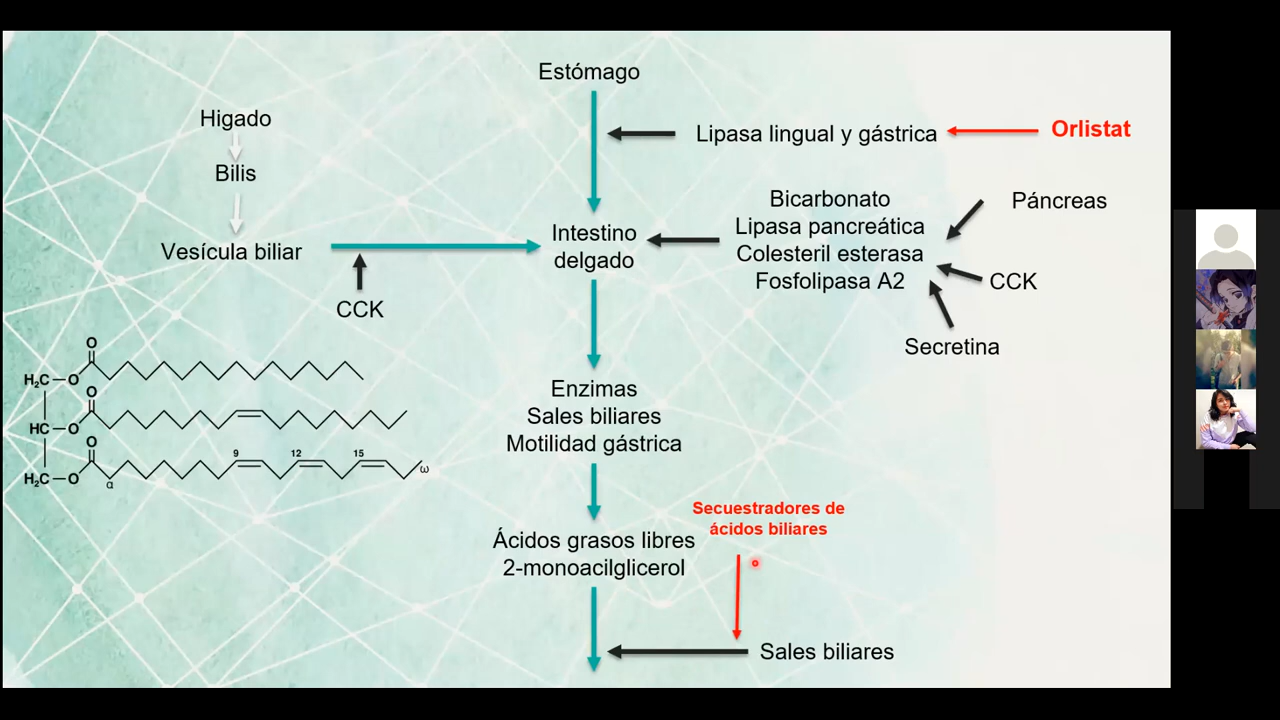 Estómago
Higado
Bilis
Vesícula biliar
CCK
Lipasa lingual y gástrica
Orlistat
Intestino
delgado
Bicarbonato
Lipasa pancreática
Colesteril esterasa
Fosfolipasa A2
Páncreas
CCK
Secretina
Enzimas
Sales biliares
Motilidad gástrica
Ácidos grasos libres
2-monoacilglicerol
Secuestradores de
ácidos biliares
Sales biliares
O
H₂C—O
O
HC—O
O
9 12 15
H₂C—O
α
ω